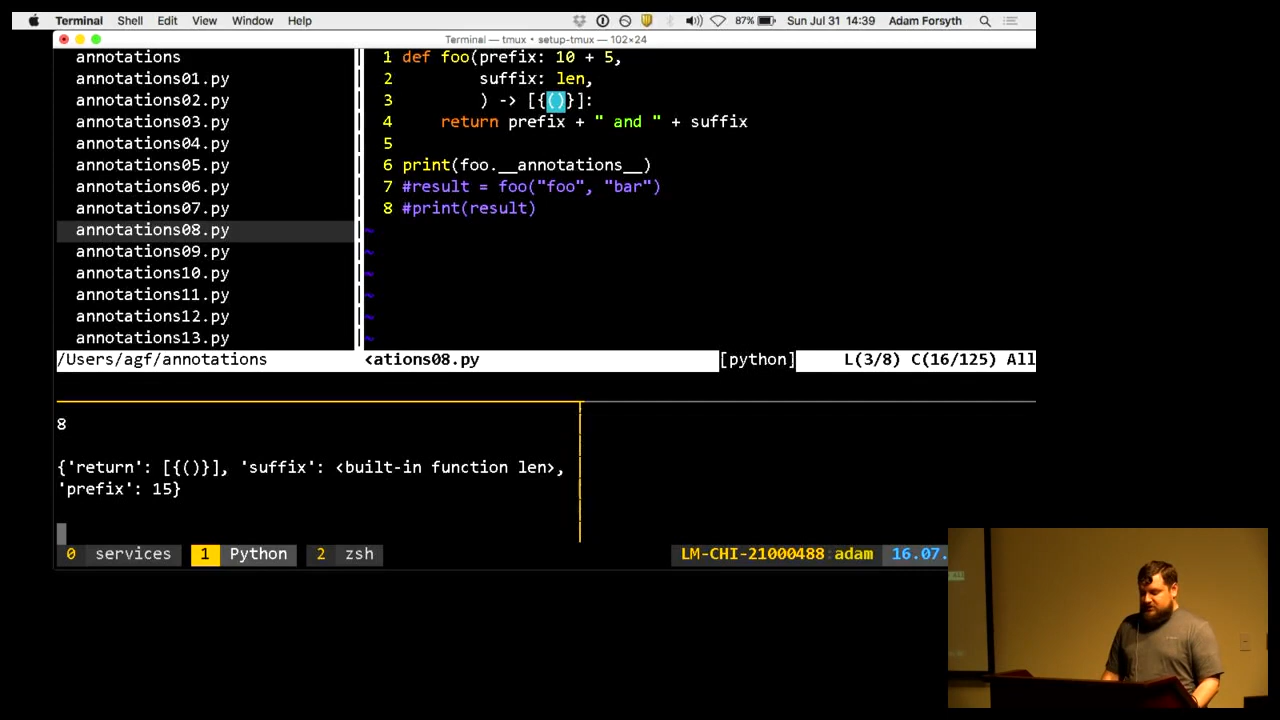 Terminal Shell Edit View Window Help 87% Sun Jul 31 14:39 Adam Forsyth
Terminal — tmux • setup-tmux — 102×24
annotations
annotations01.py
annotations02.py
annotations03.py
annotations04.py
annotations05.py
annotations06.py
annotations07.py
annotations08.py
annotations09.py
annotations10.py
annotations11.py
annotations12.py
annotations13.py
/Users/agf/annotations
1 def foo(prefix: 10 + 5,
2 suffix: len,
3 ) -> [{()}]:
4 return prefix + " and " + suffix
5
6 print(foo.__annotations__)
7 #result = foo("foo", "bar")
8 #print(result)
~
~
~
~
~
~
<ations08.py [python] L(3/8) C(16/125) All
8
{'return': [{()}], 'suffix': <built-in function len>,
'prefix': 15}
0 services 1 Python 2 zsh LM-CHI-21000488:adam 16.07.